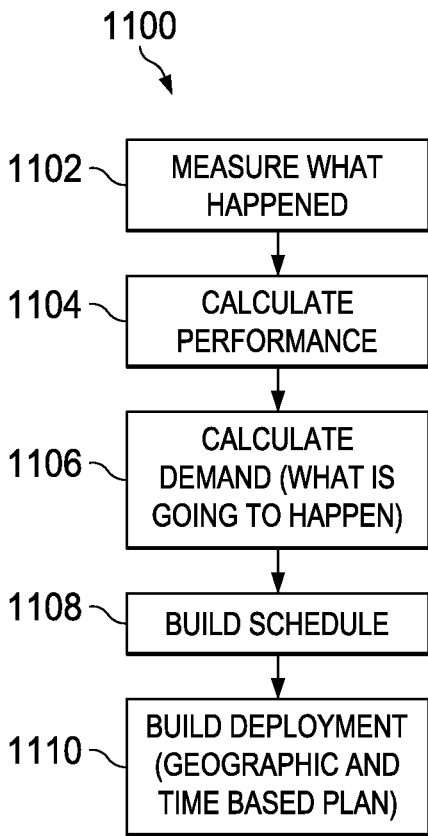 1100
1102
MEASURE WHAT
HAPPENED
1104
CALCULATE
PERFORMANCE
1106
CALCULATE
DEMAND (WHAT IS
GOING TO HAPPEN)
1108
BUILD SCHEDULE
1110
BUILD DEPLOYMENT
(GEOGRAPHIC AND
TIME BASED PLAN)